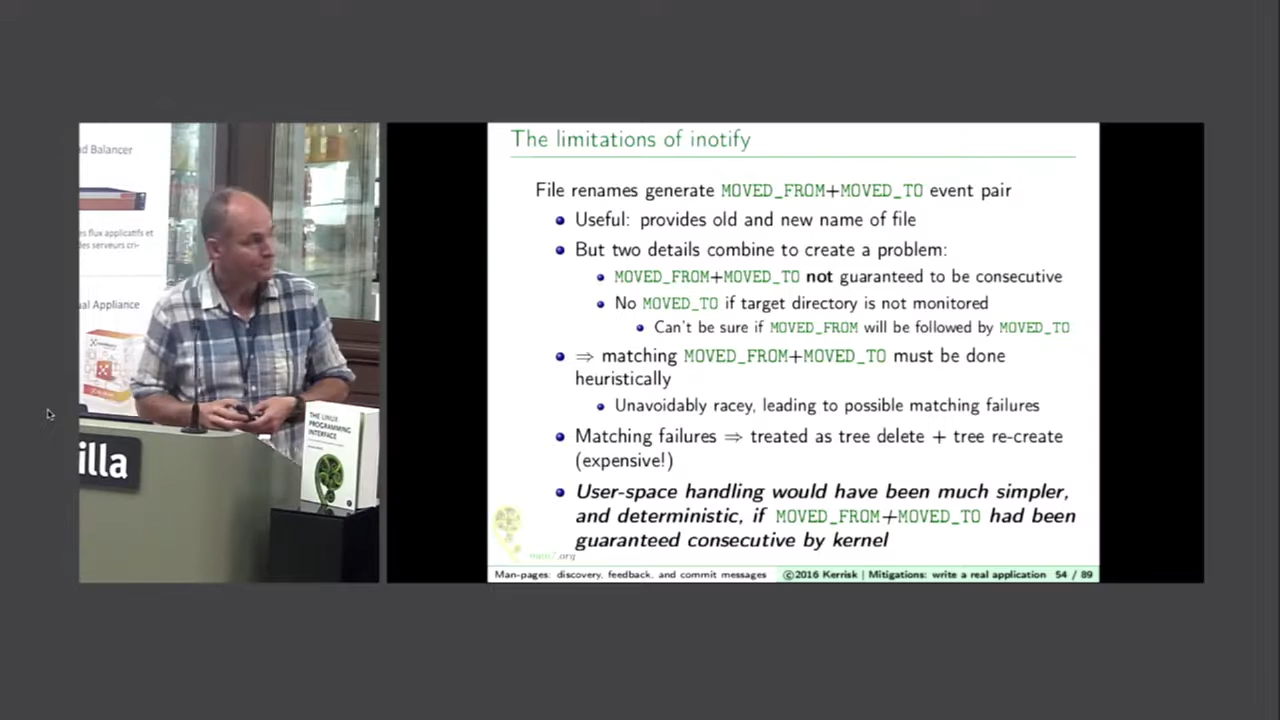 d Balancer
es flux applicatifs et
des serveurs cri-
ual Appliance
THE LINUX
PROGRAMMING
INTERFACE
illa
The limitations of inotify
File renames generate MOVED_FROM+MOVED_TO event pair
Useful: provides old and new name of file
But two details combine to create a problem:
MOVED_FROM+MOVED_TO not guaranteed to be consecutive
No MOVED_TO if target directory is not monitored
Can't be sure if MOVED_FROM will be followed by MOVED_TO
⇒ matching MOVED_FROM+MOVED_TO must be done
heuristically
Unavoidably racey, leading to possible matching failures
Matching failures ⇒ treated as tree delete + tree re-create
(expensive!)
User-space handling would have been much simpler,
and deterministic, if MOVED_FROM+MOVED_TO had been
guaranteed consecutive by kernel
man7.org
Man-pages: discovery, feedback, and commit messages
©2016 Kerrisk | Mitigations: write a real application 54 / 89